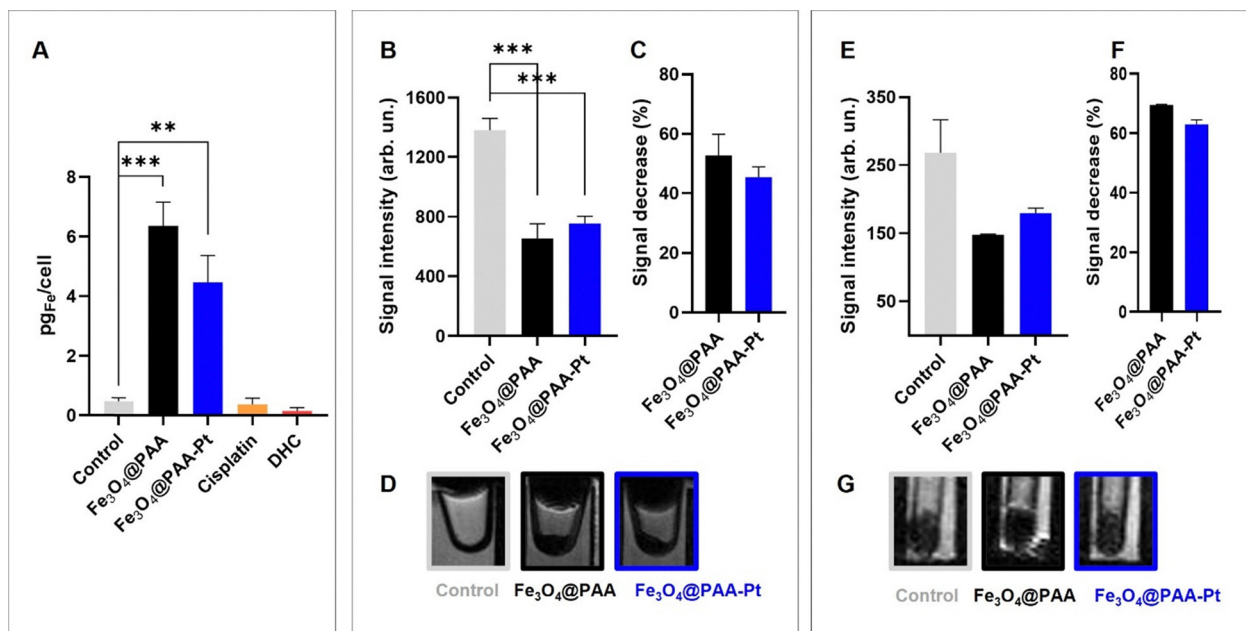 A
**
***
8
6
4
2
0
pgFe/cell
Control
Fe₃O₄@PAA
Fe₃O₄@PAA-Pt
Cisplatin
DHC
B
***
***
1600
1200
800
400
0
Signal intensity (arb. un.)
Control
Fe₃O₄@PAA
Fe₃O₄@PAA-Pt
C
80
60
40
20
0
Signal decrease (%)
Fe₃O₄@PAA
Fe₃O₄@PAA-Pt
D
Control
Fe₃O₄@PAA
Fe₃O₄@PAA-Pt
E
350
250
150
50
Signal intensity (arb. un.)
Control
Fe₃O₄@PAA
Fe₃O₄@PAA-Pt
F
80
60
40
20
0
Signal decrease (%)
Fe₃O₄@PAA
Fe₃O₄@PAA-Pt
G
Control
Fe₃O₄@PAA
Fe₃O₄@PAA-Pt